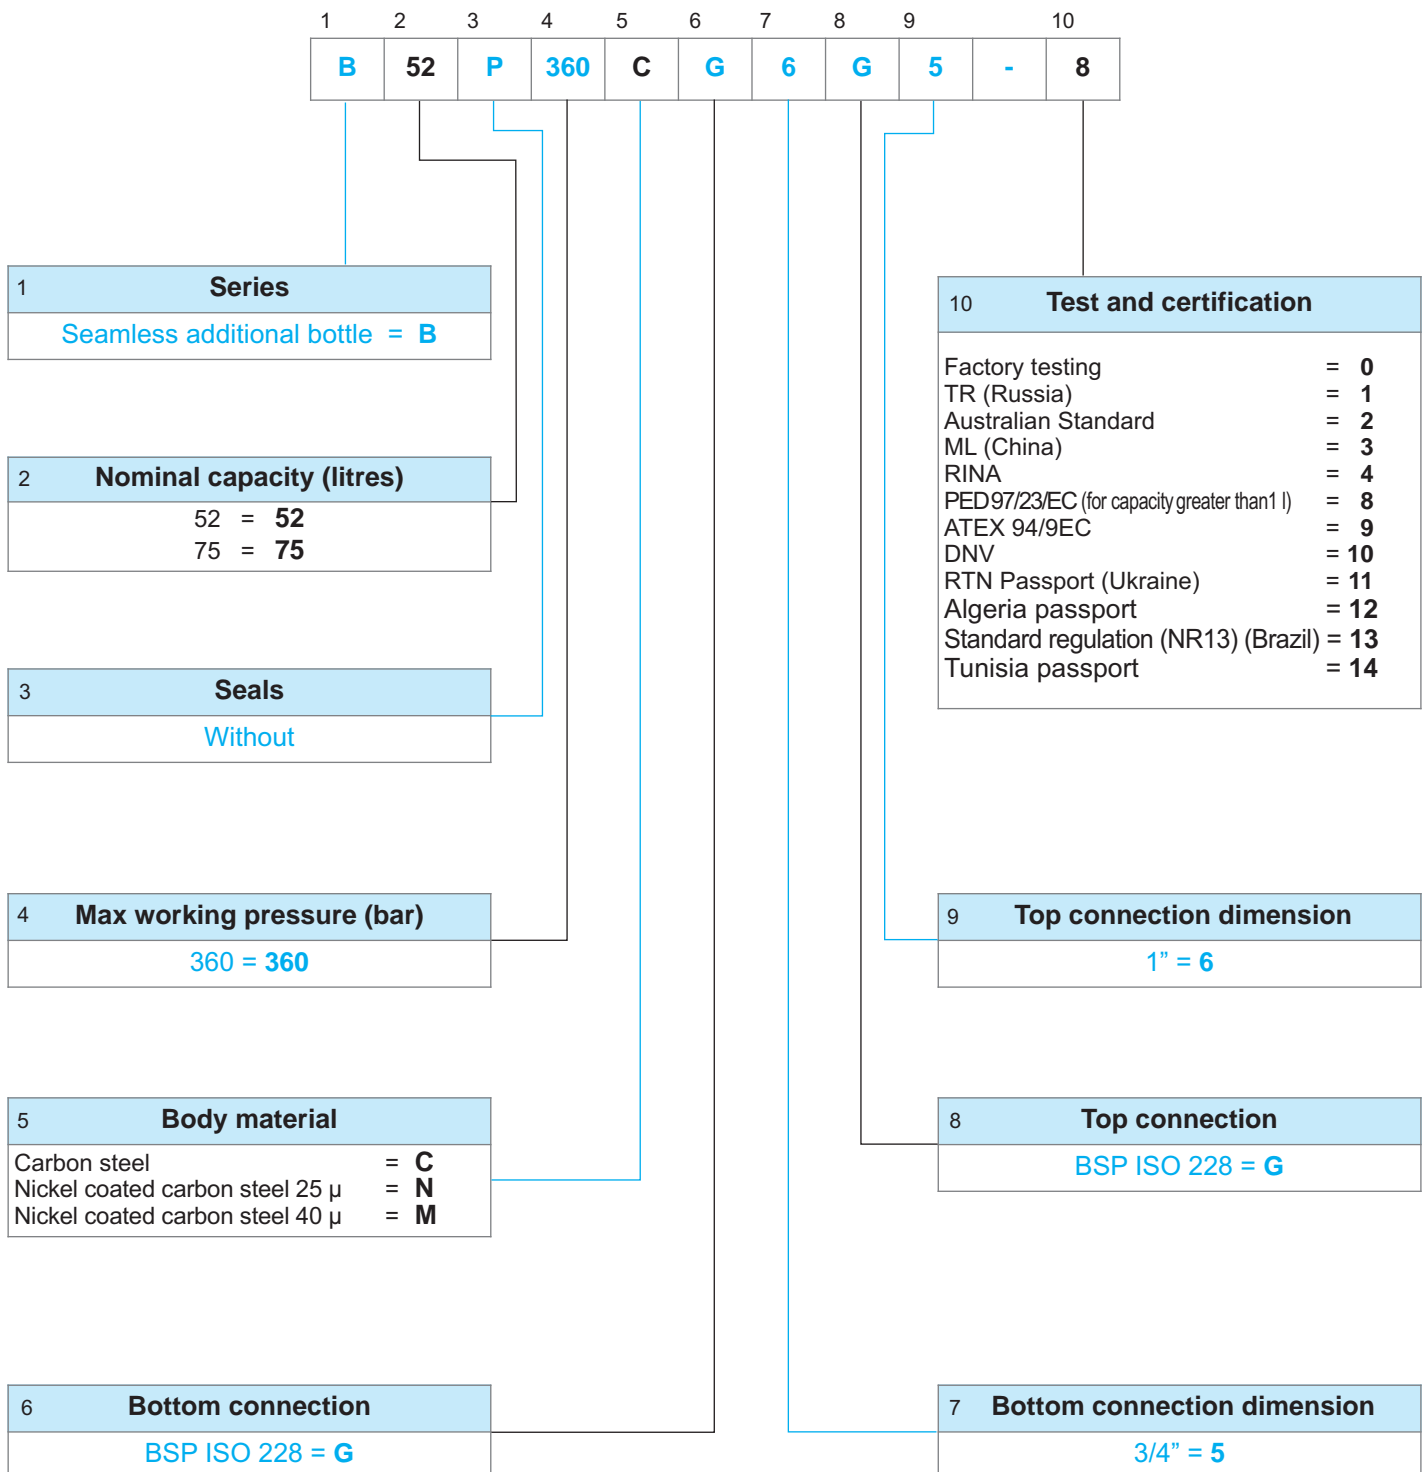 1 2 3 4 5 6 7 8 9 10
B 52 P 360 C G 6 G 5 - 8
1 Series
Seamless additional bottle = B
2 Nominal capacity (litres)
52 = 52
75 = 75
3 Seals
Without
4 Max working pressure (bar)
360 = 360
5 Body material
Carbon steel = C
Nickel coated carbon steel 25 µ = N
Nickel coated carbon steel 40 µ = M
6 Bottom connection
BSP ISO 228 = G
10 Test and certification
Factory testing = 0
TR (Russia) = 1
Australian Standard = 2
ML (China) = 3
RINA = 4
PED 97/23/EC (for capacity greater than1 l) = 8
ATEX 94/9EC = 9
DNV = 10
RTN Passport (Ukraine) = 11
Algeria passport = 12
Standard regulation (NR13) (Brazil) = 13
Tunisia passport = 14
9 Top connection dimension
1” = 6
8 Top connection
BSP ISO 228 = G
7 Bottom connection dimension
3/4” = 5